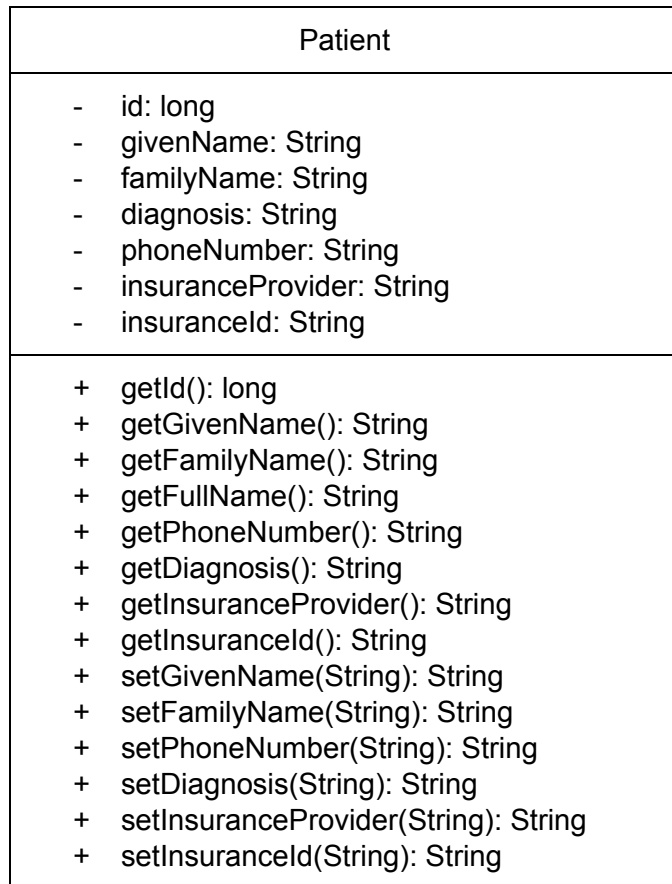 Patient
- id: long
- givenName: String
- familyName: String
- diagnosis: String
- phoneNumber: String
- insuranceProvider: String
- insuranceId: String
+ getId(): long
+ getGivenName(): String
+ getFamilyName(): String
+ getFullName(): String
+ getPhoneNumber(): String
+ getDiagnosis(): String
+ getInsuranceProvider(): String
+ getInsuranceId(): String
+ setGivenName(String): String
+ setFamilyName(String): String
+ setPhoneNumber(String): String
+ setDiagnosis(String): String
+ setInsuranceProvider(String): String
+ setInsuranceId(String): String